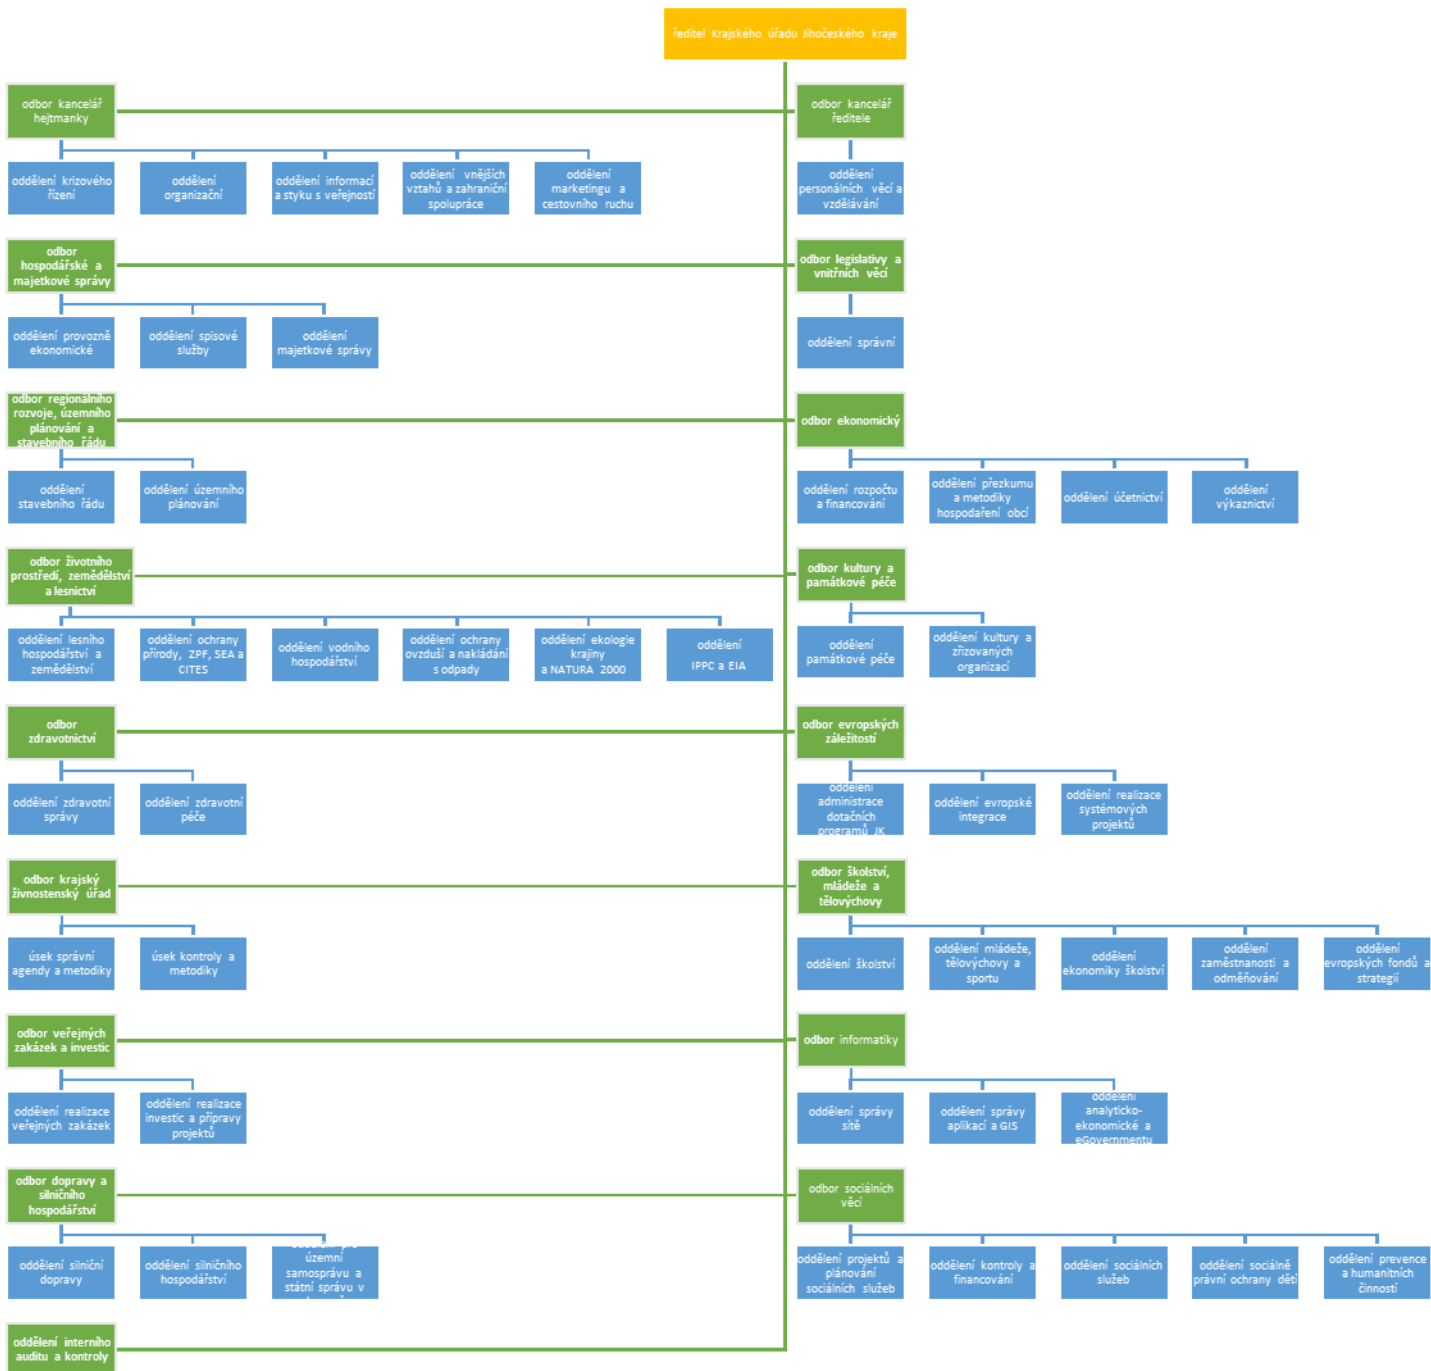 ředitel Krajského úřadu Jihočeského kraje
odbor kancelář
hejtmanky
odbor kancelář
ředitele
oddělení krizového
řízení
oddělení
organizační
oddělení informací
a styku s veřejností
oddělení vnějších
vztahů a zahraniční
spolupráce
oddělení
marketingu a
cestovního ruchu
oddělení
personálních věcí a
vzdělávání
odbor
hospodářské a
majetkové správy
odbor legislativy a
vnitřních věcí
oddělení provozně
ekonomické
oddělení spisové
služby
oddělení
majetkové správy
oddělení správní
odbor regionálního
rozvoje, územního
plánování a
stavebního řádu
odbor ekonomický
oddělení
stavebního řádu
oddělení územního
plánování
oddělení rozpočtu
a financování
oddělení přezkumu
a metodiky
hospodaření obcí
oddělení účetnictví
oddělení
výkaznictví
odbor životního
prostředí, zemědělství
a lesnictví
odbor kultury a
památkové péče
oddělení lesního
hospodářství a
zemědělství
oddělení ochrany
přírody, ZPF, SEA a
CITES
oddělení vodního
hospodářství
oddělení ochrany
ovzduší a nakládání
s odpady
oddělení ekologie
krajiny
a NATURA 2000
oddělení
IPPC a EIA
oddělení
památkové péče
oddělení kultury a
zřizovaných
organizací
odbor
zdravotnictví
odbor evropských
záležitostí
oddělení zdravotní
správy
oddělení zdravotní
péče
oddělení
administrace
dotačních
programů JK
oddělení evropské
integrace
oddělení realizace
systémových
projektů
odbor krajský
živnostenský úřad
odbor školství,
mládeže a
tělovýchovy
úsek správní
agendy a metodiky
úsek kontroly a
metodiky
oddělení školství
oddělení mládeže,
tělovýchovy a
sportu
oddělení
ekonomiky školství
oddělení
zaměstnanosti a
odměňování
oddělení
evropských fondů a
strategií
odbor veřejných
zakázek a investic
odbor informatiky
oddělení realizace
veřejných zakázek
oddělení realizace
investic a přípravy
projektů
oddělení správy
sítě
oddělení správy
aplikací a GIS
oddělení
analyticko-
ekonomické a
eGovernmentu
odbor dopravy a
silničního
hospodářství
odbor sociálních
věcí
oddělení silniční
dopravy
oddělení silničního
hospodářství
územní
samosprávu a
státní správu v
oddělení projektů a
plánování
sociálních služeb
oddělení kontroly a
financování
oddělení sociálních
služeb
oddělení sociálně
právní ochrany dětí
oddělení prevence
a humanitních
činností
oddělení interního
auditu a kontroly